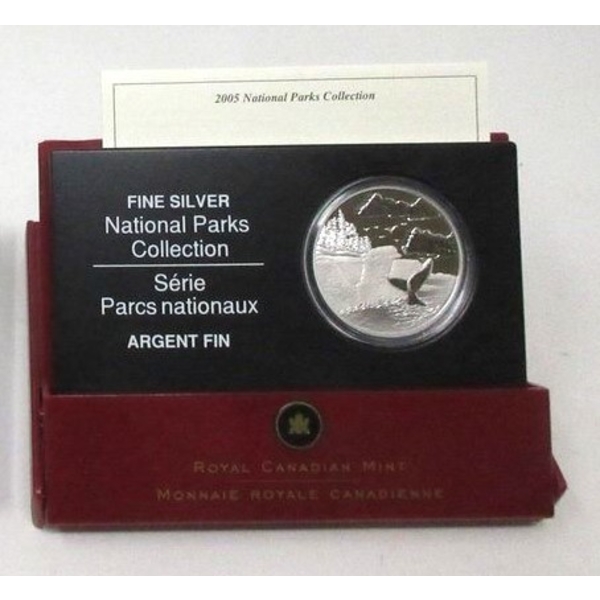 2005 National Parks Collection
FINE SILVER
National Parks
Collection
Série
Parcs nationaux
ARGENT FIN
ROYAL CANADIAN MINT
MONNAIE ROYALE CANADIENNE